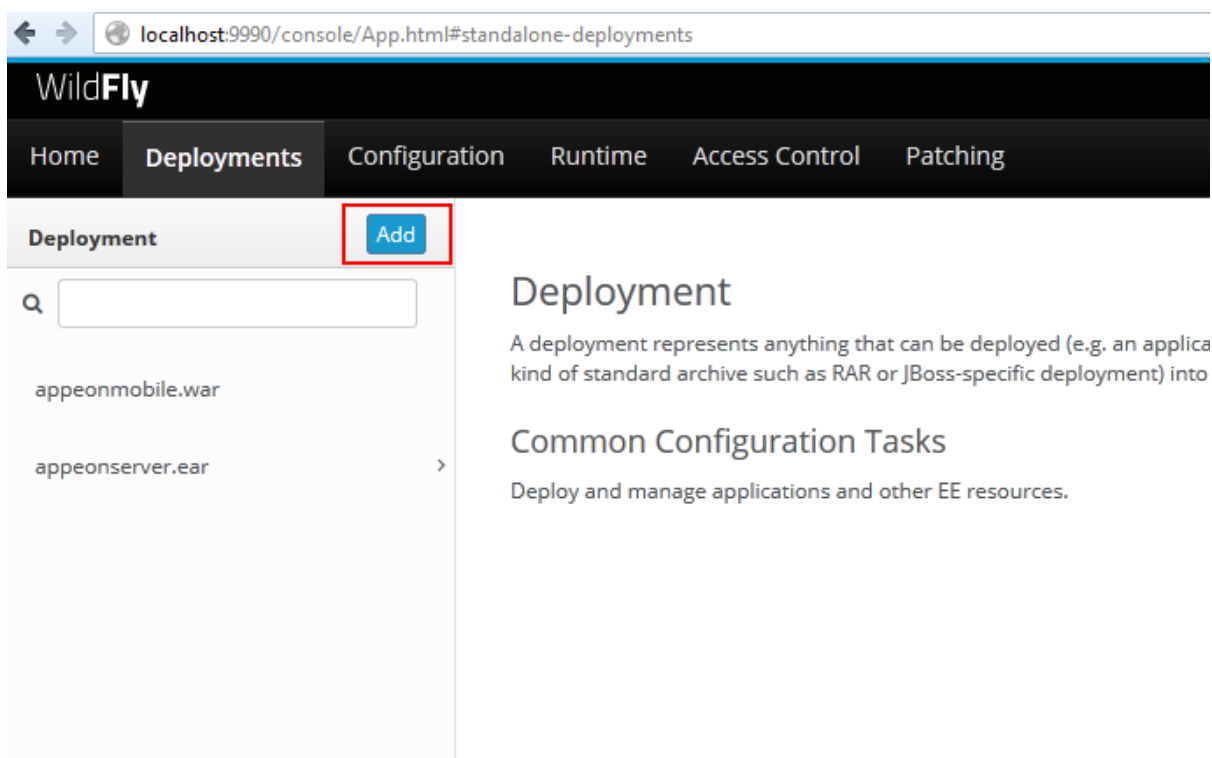 localhost:9990/console/App.html#standalone-deployments
WildFly
Home Deployments Configuration Runtime Access Control Patching
Deployment Add
Deployment
A deployment represents anything that can be deployed (e.g. an applica
kind of standard archive such as RAR or JBoss-specific deployment) into
appeonmobile.war
Common Configuration Tasks
appeonserver.ear
Deploy and manage applications and other EE resources.